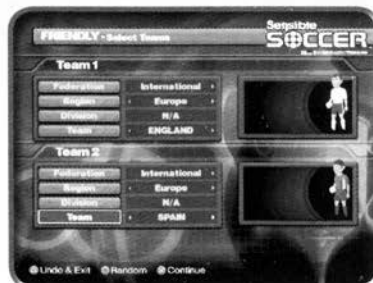 Sensible
SOCCER
FRIENDLY - Select Teams
Team 1
Federation International
Region Europe
Division N/A
Team ENGLAND
Team 2
Federation International
Region Europe
Division N/A
Team SPAIN
Undo & Exit Random Continue